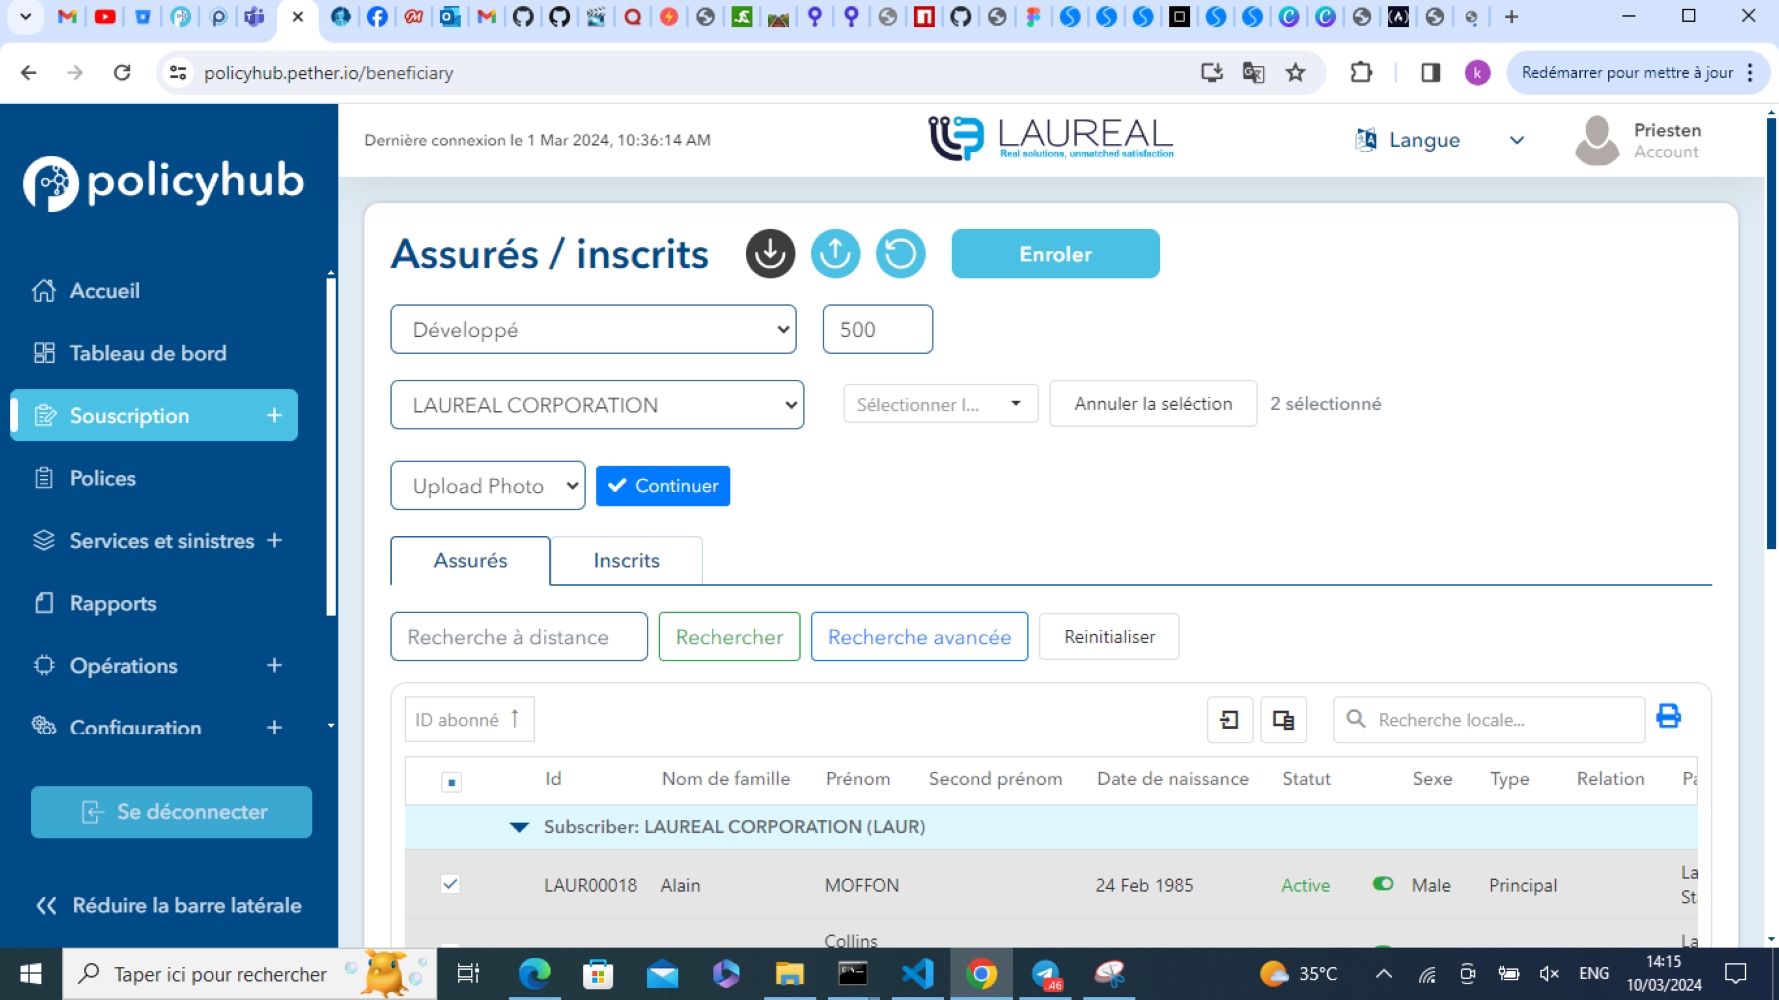 policyhub.pether.io/beneficiary
k
Redémarrer pour mettre à jour
policyhub
Dernière connexion le 1 Mar 2024, 10:36:14 AM
LAUREAL
Real solutions, unmatched satisfaction
Langue
Priesten
Account
Accueil
Tableau de bord
Souscription
Polices
Services et sinistres
Rapports
Opérations
Configuration
Se déconnecter
Réduire la barre latérale
Assurés / inscrits
Enroler
Développé
500
LAUREAL CORPORATION
Sélectionner l...
Annuler la seléction
2 sélectionné
Upload Photo
Continuer
Assurés
Inscrits
Recherche à distance
Rechercher
Recherche avancée
Reinitialiser
ID abonné
Recherche locale...
Id Nom de famille Prénom Second prénom Date de naissance Statut Sexe Type Relation Pa
Subscriber: LAUREAL CORPORATION (LAUR)
LAUR00018 Alain MOFFON 24 Feb 1985 Active Male Principal La
St
Collins La
Taper ici pour rechercher
46
35°C
ENG
14:15
10/03/2024